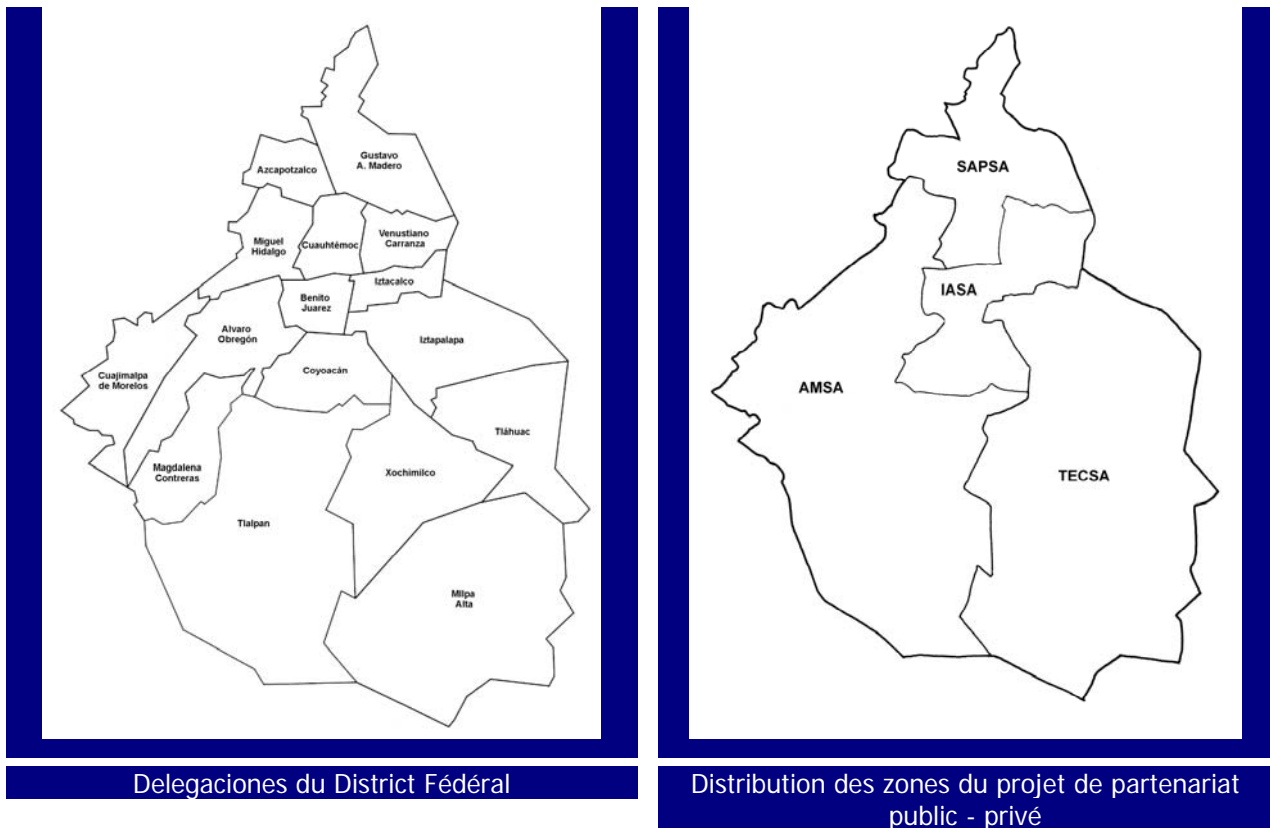 Gustavo
A. Madero
Azcapotzalco
Miguel
Hidalgo
Cuauhtémoc
Venustiano
Carranza
Iztacalco
Benito
Juarez
Alvaro
Obregón
Iztapalapa
Cuajimalpa
de Morelos
Coyoacán
Tláhuac
Magdalena
Contreras
Xochimilco
Tlalpan
Milpa
Alta
Delegaciones du District Fédéral
SAPSA
IASA
AMSA
TECSA
Distribution des zones du projet de partenariat
public - privé